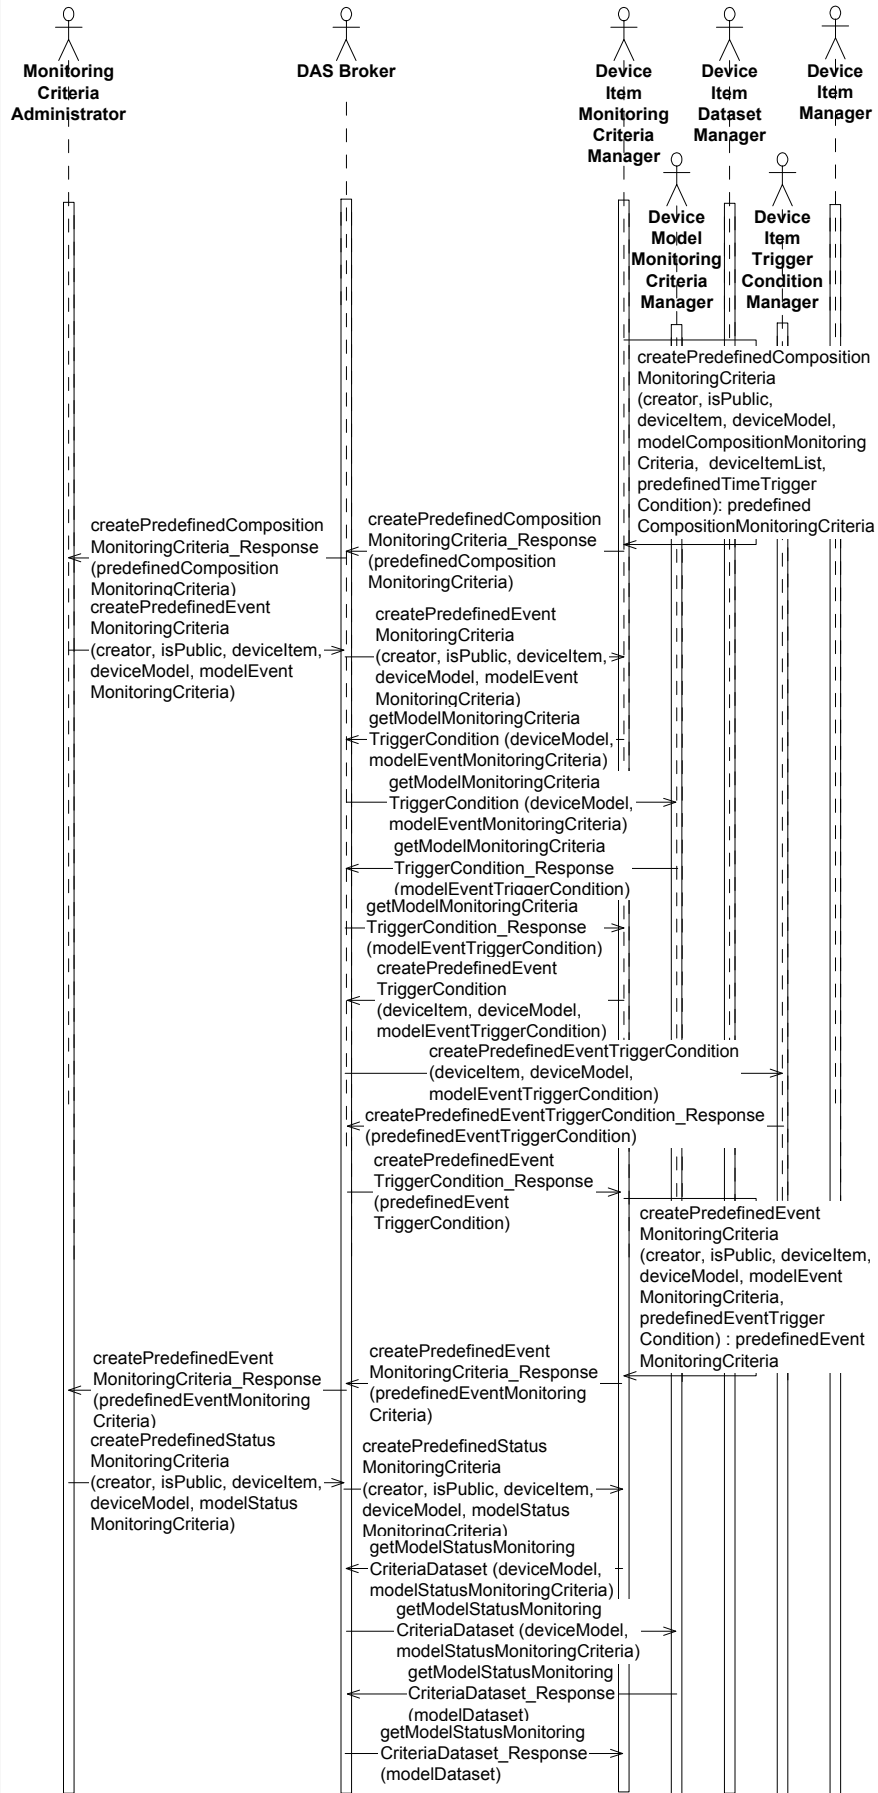 Monitoring
Criteria
Administrator
DAS Broker
Device
Item
Monitoring
Criteria
Manager
Device
Item
Dataset
Manager
Device
Item
Manager
Device
Model
Monitoring
Criteria
Manager
Device
Item
Trigger
Condition
Manager
createPredefinedComposition
MonitoringCriteria
(creator, isPublic,
deviceItem, deviceModel,
modelCompositionMonitoring
Criteria, deviceItemList,
predefinedTimeTrigger
Condition): predefined
CompositionMonitoringCriteria
createPredefinedComposition
MonitoringCriteria_Response
(predefinedComposition
MonitoringCriteria)
createPredefinedComposition
MonitoringCriteria_Response
(predefinedComposition
MonitoringCriteria)
createPredefinedEvent
MonitoringCriteria
(creator, isPublic, deviceItem,
deviceModel, modelEvent
MonitoringCriteria)
createPredefinedEvent
MonitoringCriteria
(creator, isPublic, deviceItem,
deviceModel, modelEvent
MonitoringCriteria)
getModelMonitoringCriteria
TriggerCondition (deviceModel,
modelEventMonitoringCriteria)
getModelMonitoringCriteria
TriggerCondition (deviceModel,
modelEventMonitoringCriteria)
getModelMonitoringCriteria
TriggerCondition_Response
(modelEventTriggerCondition)
getModelMonitoringCriteria
TriggerCondition_Response
(modelEventTriggerCondition)
createPredefinedEvent
TriggerCondition
(deviceItem, deviceModel,
modelEventTriggerCondition)
createPredefinedEventTriggerCondition
(deviceItem, deviceModel,
modelEventTriggerCondition)
createPredefinedEventTriggerCondition_Response
(predefinedEventTriggerCondition)
createPredefinedEvent
TriggerCondition_Response
(predefinedEvent
TriggerCondition)
createPredefinedEvent
MonitoringCriteria
(creator, isPublic, deviceItem,
deviceModel, modelEvent
MonitoringCriteria,
predefinedEventTrigger
Condition) : predefinedEvent
MonitoringCriteria
createPredefinedEvent
MonitoringCriteria_Response
(predefinedEventMonitoring
Criteria)
createPredefinedEvent
MonitoringCriteria_Response
(predefinedEventMonitoring
Criteria)
createPredefinedStatus
MonitoringCriteria
(creator, isPublic, deviceItem,
deviceModel, modelStatus
MonitoringCriteria)
createPredefinedStatus
MonitoringCriteria
(creator, isPublic, deviceItem,
deviceModel, modelStatus
MonitoringCriteria)
getModelStatusMonitoring
CriteriaDataset (deviceModel,
modelStatusMonitoringCriteria)
getModelStatusMonitoring
CriteriaDataset (deviceModel,
modelStatusMonitoringCriteria)
getModelStatusMonitoring
CriteriaDataset_Response
(modelDataset)
getModelStatusMonitoring
CriteriaDataset_Response
(modelDataset)